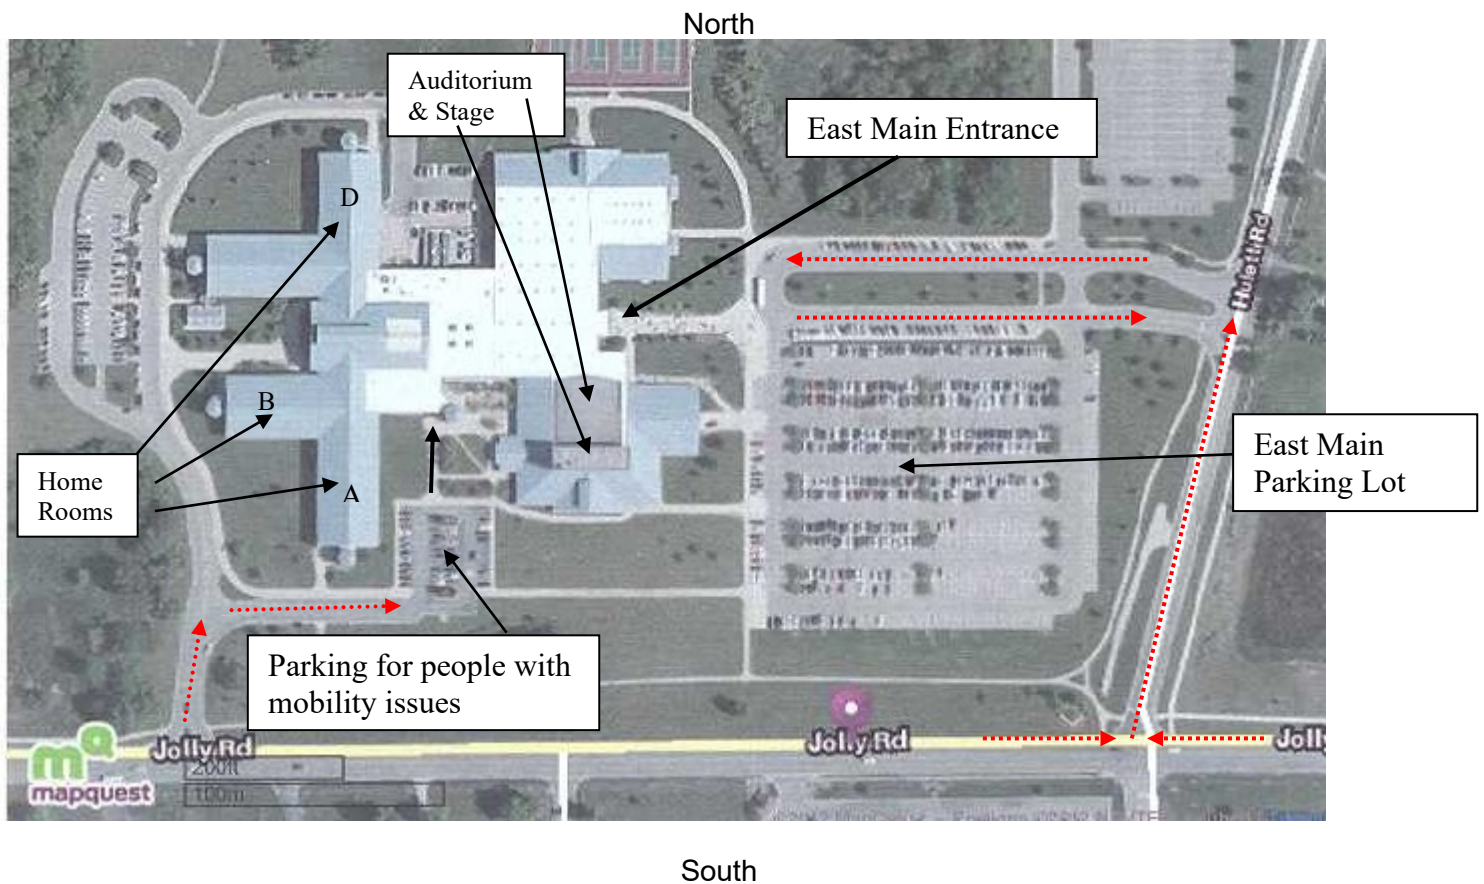 North
Auditorium
& Stage
East Main Entrance
D
Hulett Rd
B
East Main
Parking Lot
Home
Rooms
A
Parking for people with
mobility issues
Jolly Rd
Jolly Rd
Jolly
mapquest
200ft
100m
South